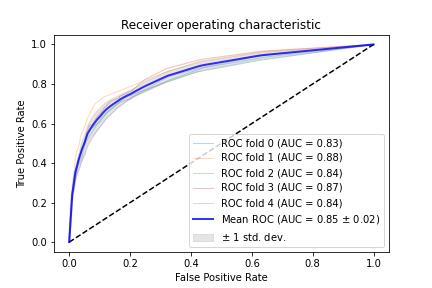 Receiver operating characteristic
1.0
0.8
0.6
0.4
0.2
0.0
True Positive Rate
ROC fold 0 (AUC = 0.83)
ROC fold 1 (AUC = 0.88)
ROC fold 2 (AUC = 0.84)
ROC fold 3 (AUC = 0.87)
ROC fold 4 (AUC = 0.84)
Mean ROC (AUC = 0.85 ± 0.02)
± 1 std. dev.
0.0 0.2 0.4 0.6 0.8 1.0
False Positive Rate